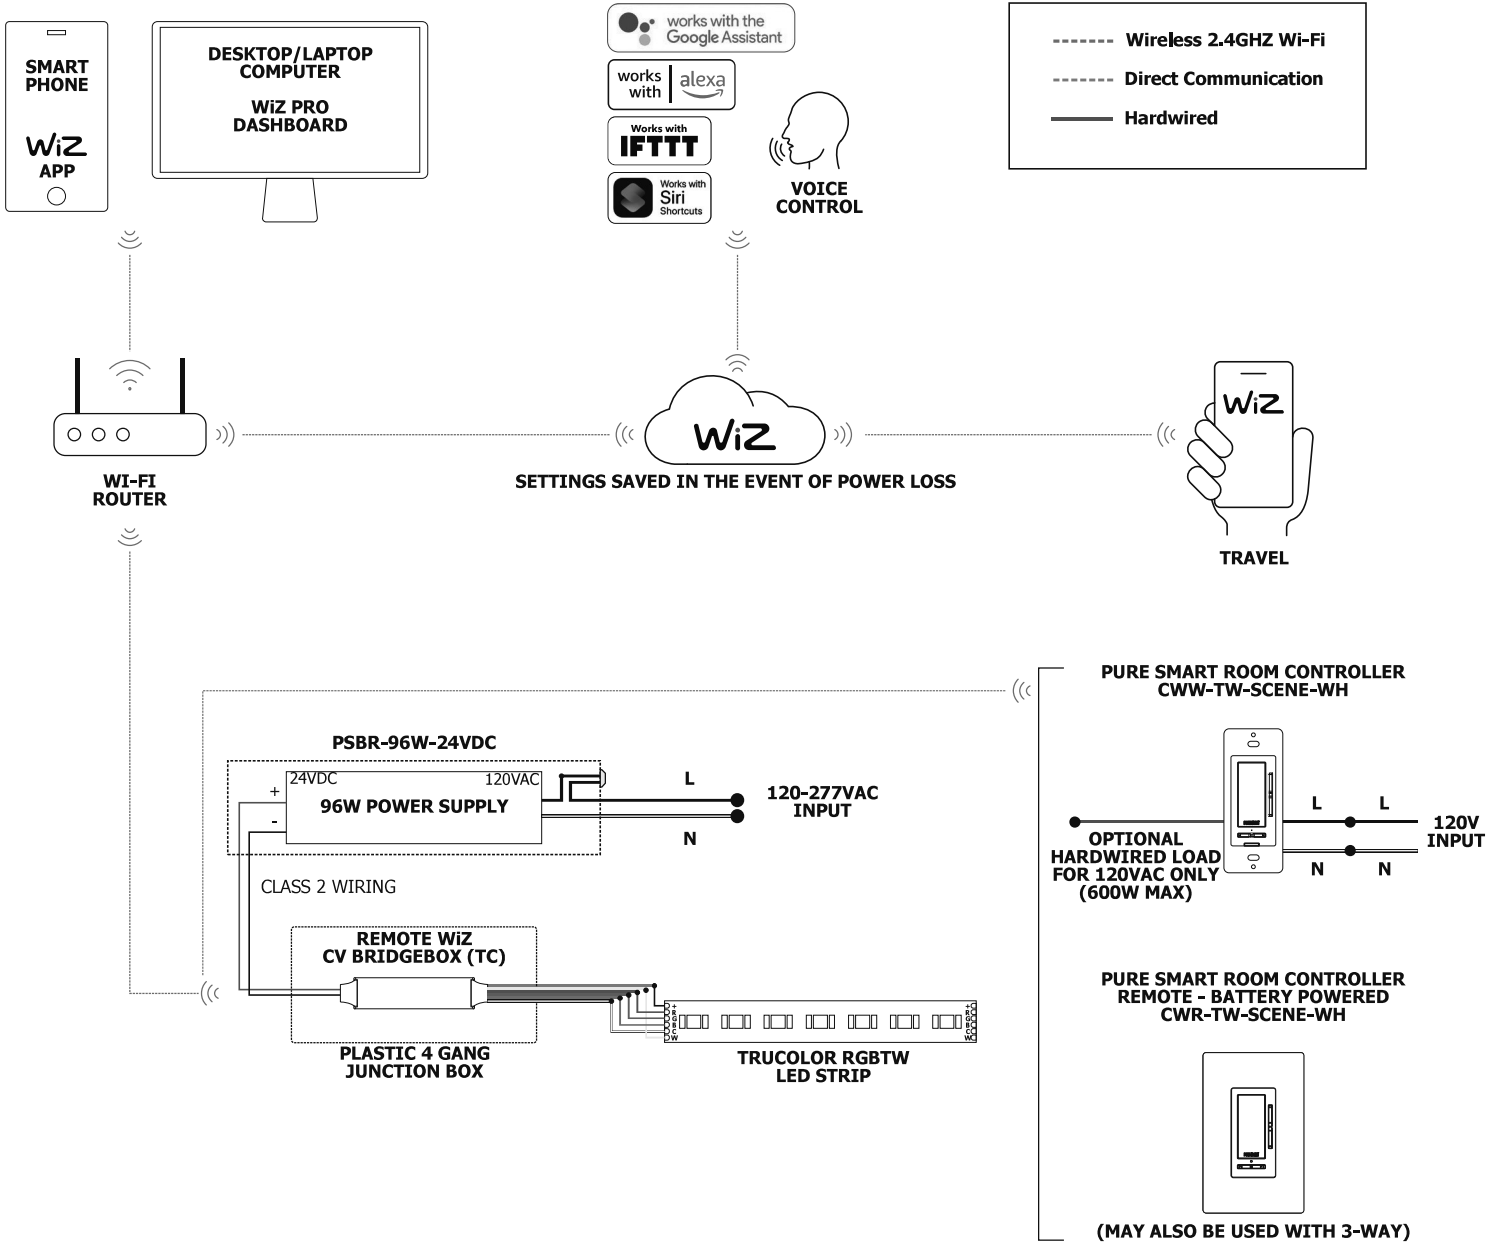 SMART
PHONE
WiZ
APP
DESKTOP/LAPTOP
COMPUTER
WiZ PRO
DASHBOARD
works with the
Google Assistant
works
with
alexa
Works with
IFTTT
Works with
Siri
Shortcuts
VOICE
CONTROL
Wireless 2.4GHZ Wi-Fi
Direct Communication
Hardwired
WI-FI
ROUTER
WiZ
SETTINGS SAVED IN THE EVENT OF POWER LOSS
WiZ
TRAVEL
PSBR-96W-24VDC
24VDC
120VAC
96W POWER SUPPLY
+
-
L
N
120-277VAC
INPUT
CLASS 2 WIRING
REMOTE WiZ
CV BRIDGEBOX (TC)
PLASTIC 4 GANG
JUNCTION BOX
+
R
G
B
C
W
+
R
G
B
C
W
TRUCOLOR RGBTW
LED STRIP
PURE SMART ROOM CONTROLLER
CWW-TW-SCENE-WH
OPTIONAL
HARDWIRED LOAD
FOR 120VAC ONLY
(600W MAX)
L
L
N
N
120V
INPUT
PURE SMART ROOM CONTROLLER
REMOTE - BATTERY POWERED
CWR-TW-SCENE-WH
(MAY ALSO BE USED WITH 3-WAY)